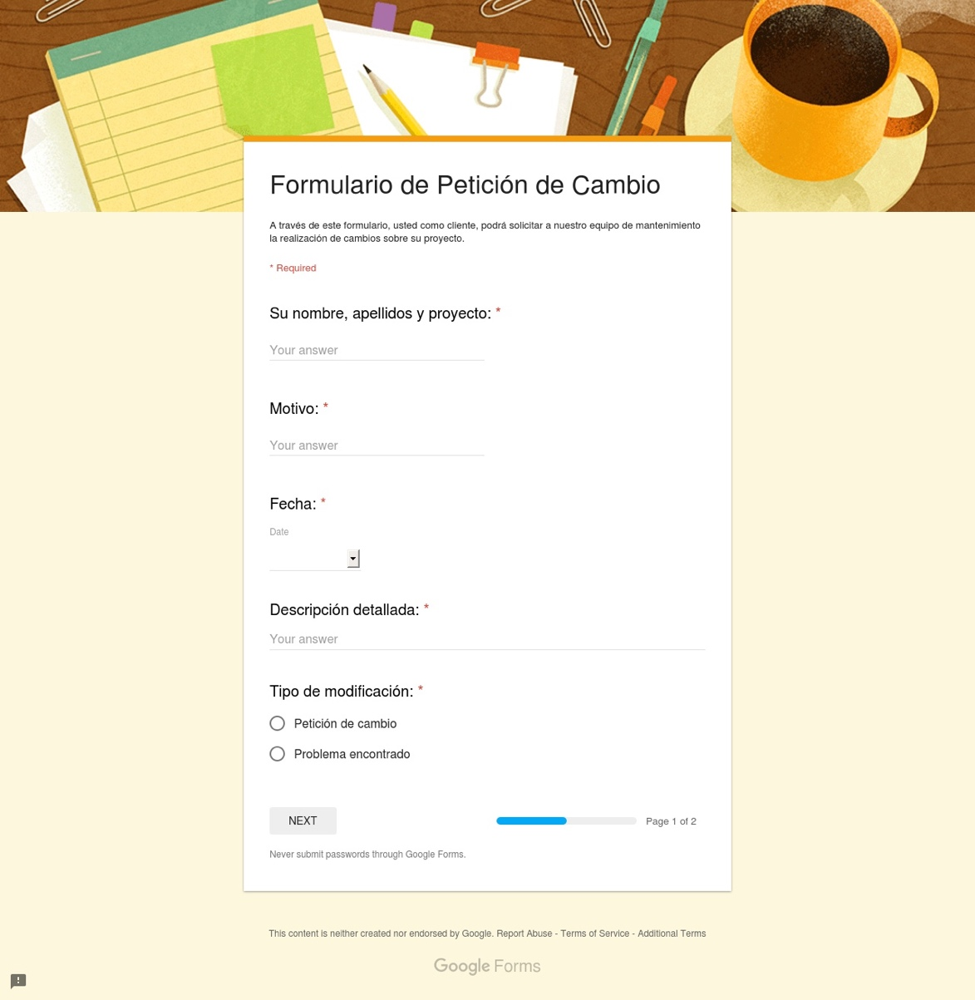 Formulario de Petición de Cambio
A través de este formulario, usted como cliente, podrá solicitar a nuestro equipo de mantenimiento
la realización de cambios sobre su proyecto.
* Required
Su nombre, apellidos y proyecto: *
Your answer
Motivo: *
Your answer
Fecha: *
Date
Descripción detallada: *
Your answer
Tipo de modificación: *
Petición de cambio
Problema encontrado
NEXT
Page 1 of 2
Never submit passwords through Google Forms.
This content is neither created nor endorsed by Google. Report Abuse - Terms of Service - Additional Terms
Google Forms